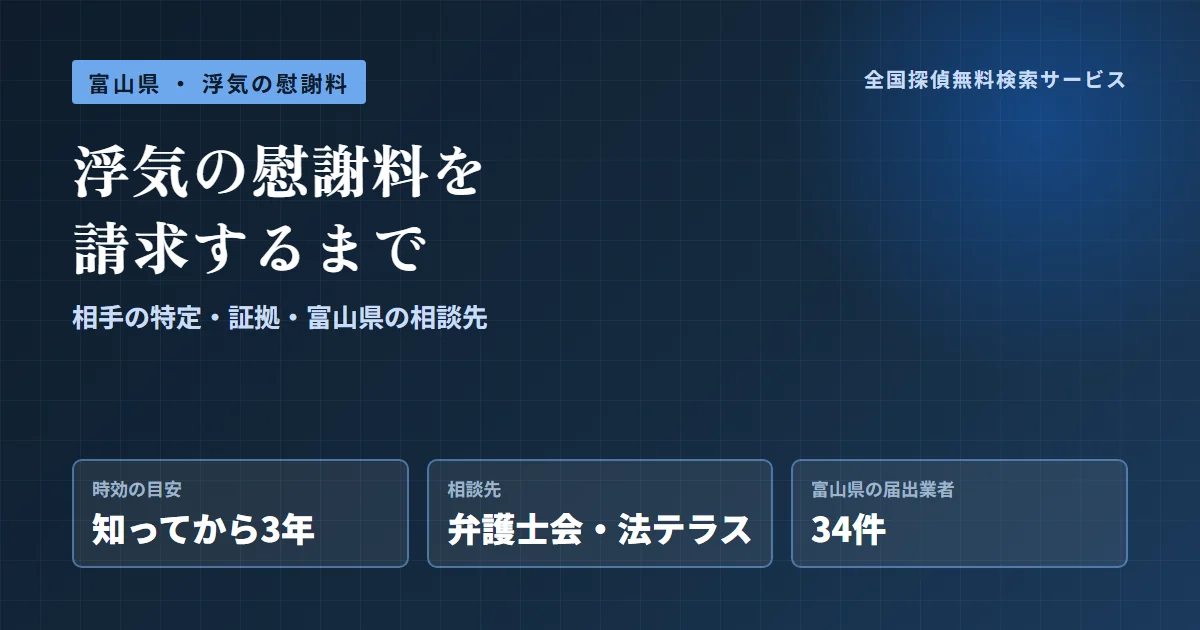 富山県 ・ 浮気の慰謝料
全国探偵無料検索サービス
浮気の慰謝料を
請求するまで
相手の特定・証拠・富山県の相談先
時効の目安
知ってから3年
相談先
弁護士会・法テラス
富山県の届出業者
34件